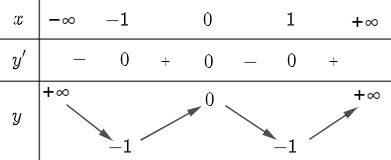 x −∞ −1 0 1 +∞
y′ − 0 + 0 − 0 +
+∞ 0 +∞
y
−1 −1